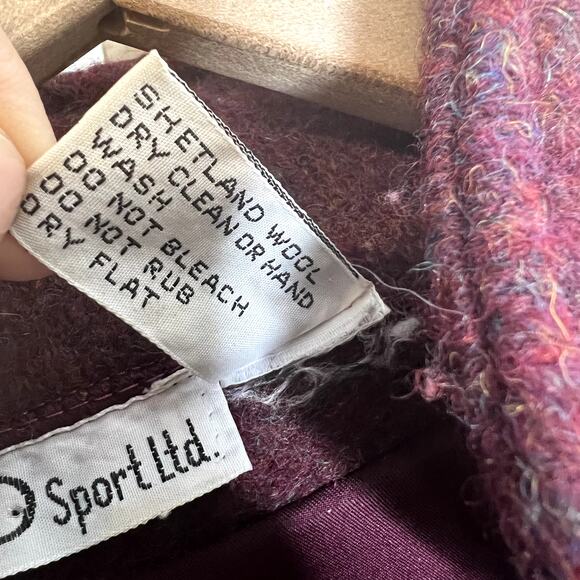 SHETLAND WOOL
DRY CLEAN OR HAND
WASH
DO NOT BLEACH
DO NOT RUB
DRY FLAT
Sport Ltd.